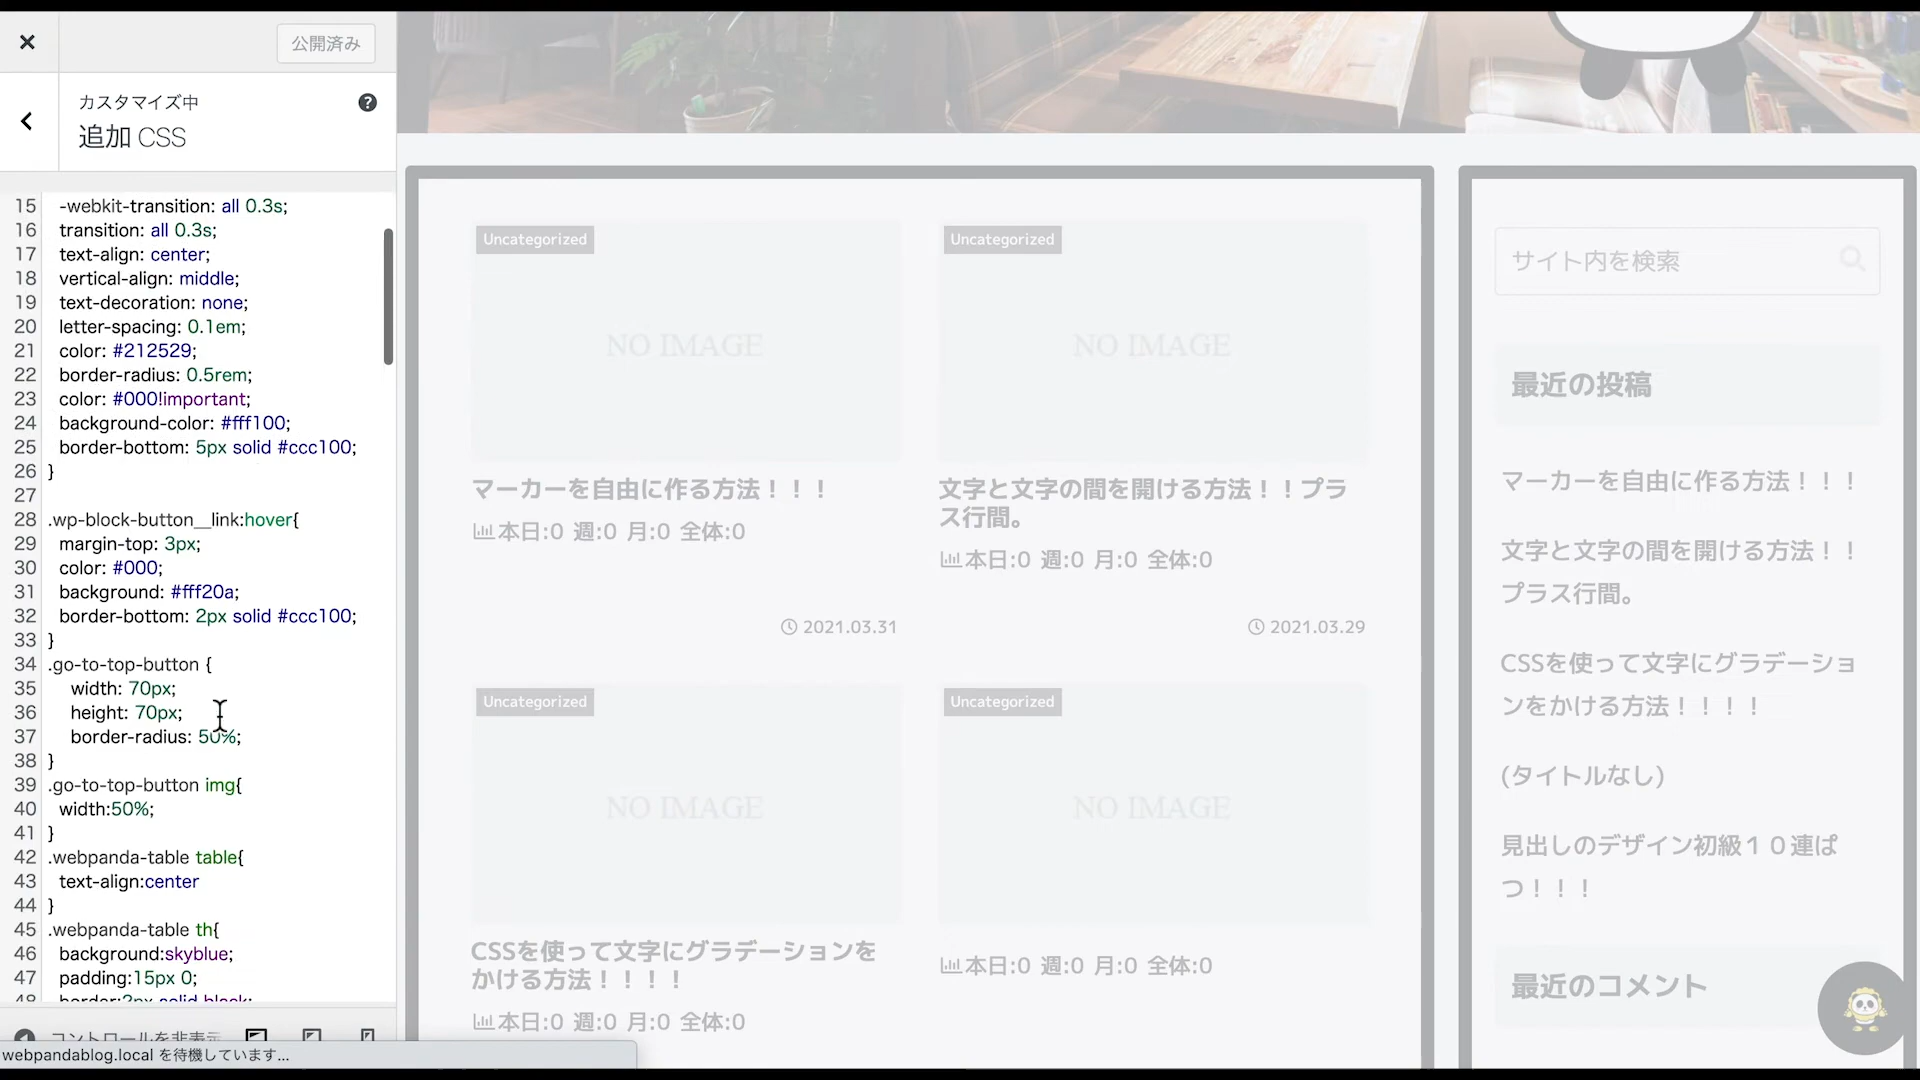 公開済み
カスタマイズ中
追加 CSS
15 -webkit-transition: all 0.3s;
16 transition: all 0.3s;
17 text-align: center;
18 vertical-align: middle;
19 text-decoration: none;
20 letter-spacing: 0.1em;
21 color: #212529;
22 border-radius: 0.5rem;
23 color: #000!important;
24 background-color: #fff100;
25 border-bottom: 5px solid #ccc100;
26 }
27
28 .wp-block-button__link:hover{
29 margin-top: 3px;
30 color: #000;
31 background: #fff20a;
32 border-bottom: 2px solid #ccc100;
33 }
34 .go-to-top-button {
35 width: 70px;
36 height: 70px;
37 border-radius: 50%;
38 }
39 .go-to-top-button img{
40 width:50%;
41 }
42 .webpanda-table table{
43 text-align:center
44 }
45 .webpanda-table th{
46 background:skyblue;
47 padding:15px 0;
48 border:2px solid black;
コントロールを非表示
webpandablog.local を待機しています...
Uncategorized
NO IMAGE
マーカーを自由に作る方法！！！
本日:0 週:0 月:0 全体:0
2021.03.31
Uncategorized
NO IMAGE
文字と文字の間を開ける方法！！プラ
ス行間。
本日:0 週:0 月:0 全体:0
2021.03.29
Uncategorized
NO IMAGE
CSSを使って文字にグラデーションを
かける方法！！！！
本日:0 週:0 月:0 全体:0
Uncategorized
NO IMAGE
本日:0 週:0 月:0 全体:0
サイト内を検索
最近の投稿
マーカーを自由に作る方法！！！
文字と文字の間を開ける方法！！
プラス行間。
CSSを使って文字にグラデーショ
ンをかける方法！！！！
(タイトルなし)
見出しのデザイン初級１０連ぱ
つ！！！
最近のコメント